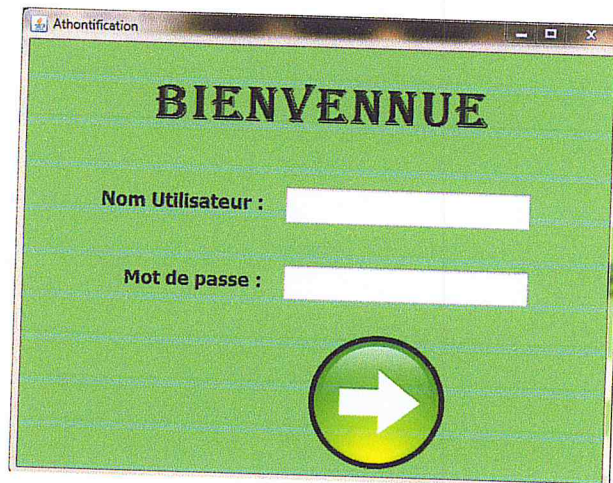 Athontification
BIENVENNUE
Nom Utilisateur :
Mot de passe :